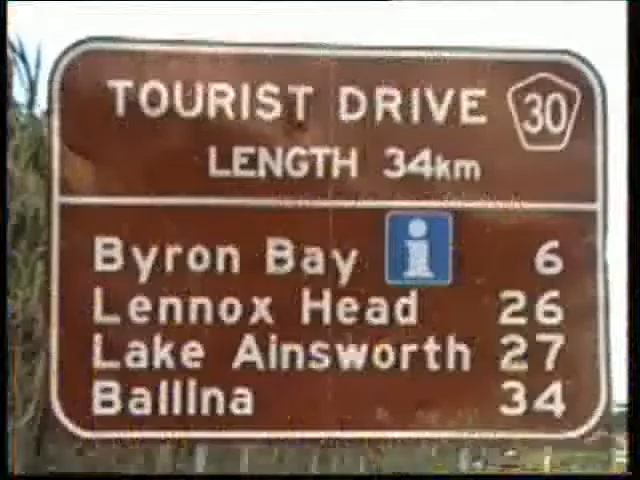 TOURIST DRIVE 30
LENGTH 34km
Byron Bay i 6
Lennox Head 26
Lake Ainsworth 27
Ballina 34